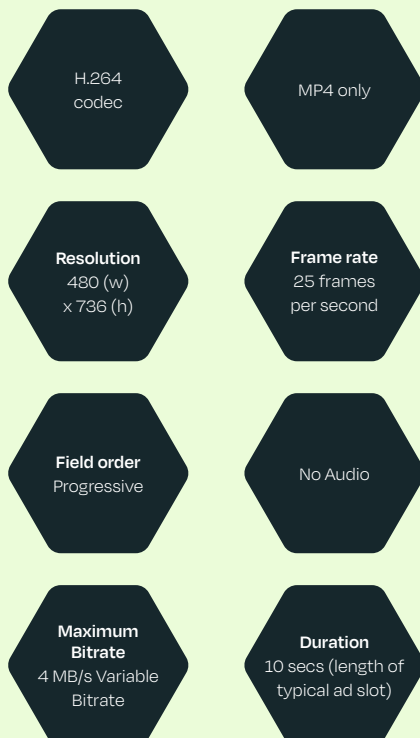 H.264
codec
MP4 only
Resolution
480 (w)
x 736 (h)
Frame rate
25 frames
per second
Field order
Progressive
No Audio
Maximum
Bitrate
4 MB/s Variable
Bitrate
Duration
10 secs (length of
typical ad slot)